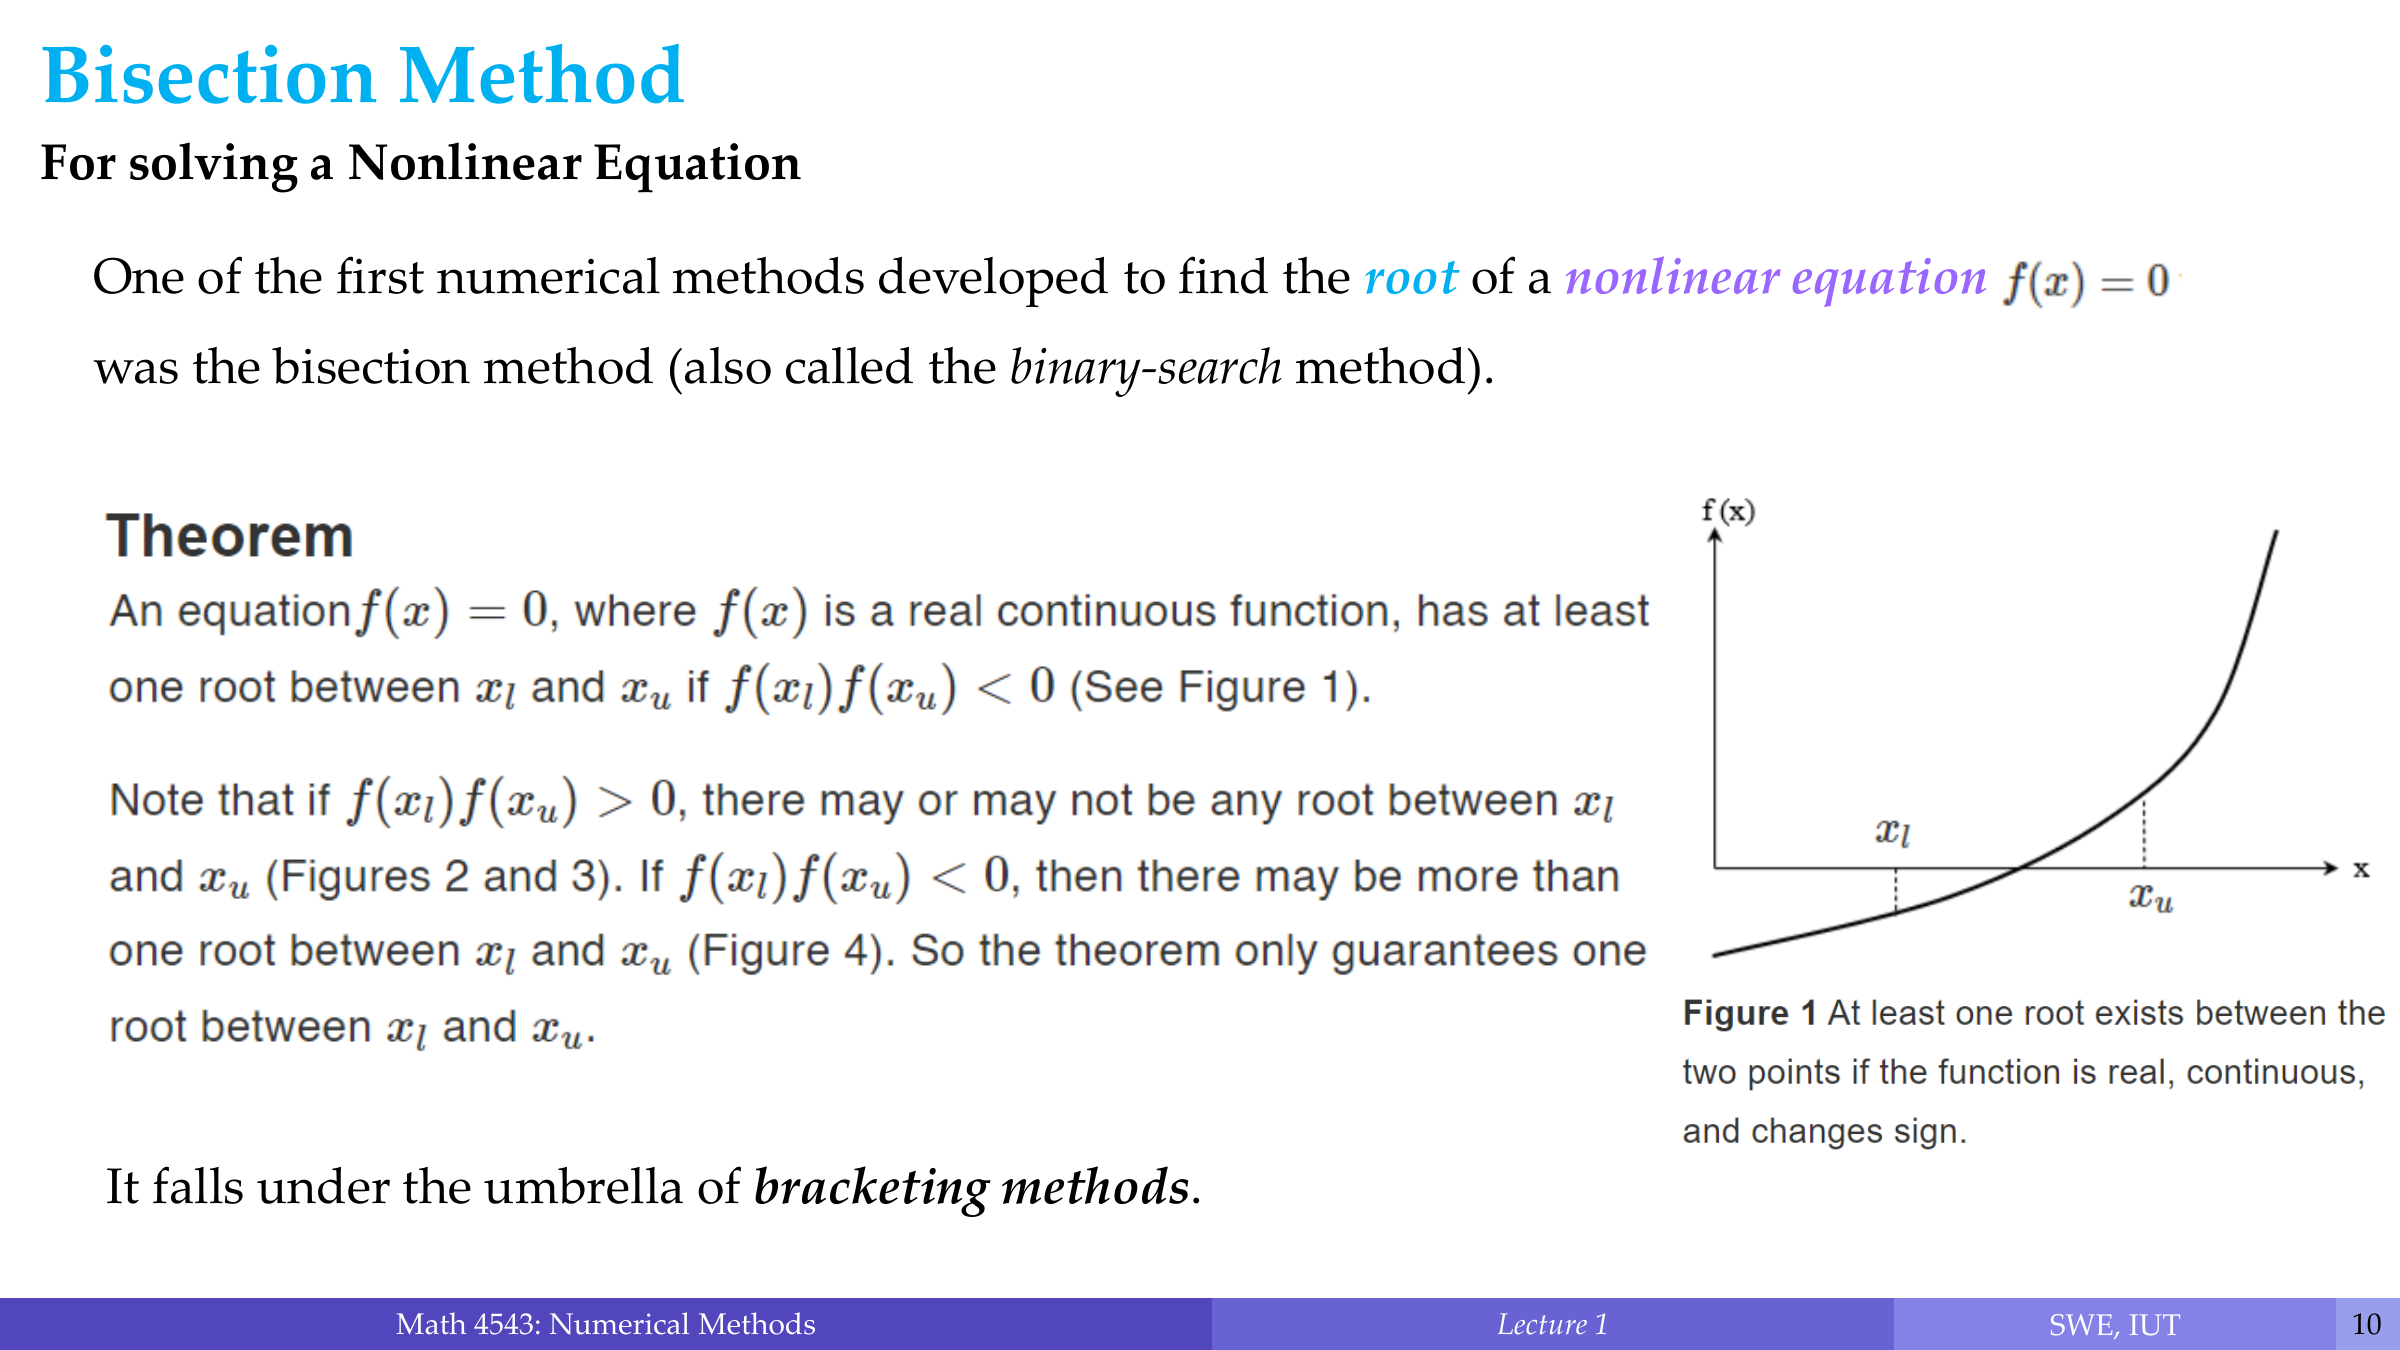 Bisection Method
For solving a Nonlinear Equation
One of the first numerical methods developed to find the root of a nonlinear equation f(x) = 0
was the bisection method (also called the binary-search method).
Theorem
An equation f(x) = 0, where f(x) is a real continuous function, has at least
one root between x_l and x_u if f(x_l)f(x_u) < 0 (See Figure 1).
Note that if f(x_l)f(x_u) > 0, there may or may not be any root between x_l
and x_u (Figures 2 and 3). If f(x_l)f(x_u) < 0, then there may be more than
one root between x_l and x_u (Figure 4). So the theorem only guarantees one
root between x_l and x_u.
f (x)
x_l
x
x_u
Figure 1 At least one root exists between the
two points if the function is real, continuous,
and changes sign.
It falls under the umbrella of bracketing methods.
Math 4543: Numerical Methods
Lecture 1
SWE, IUT
10